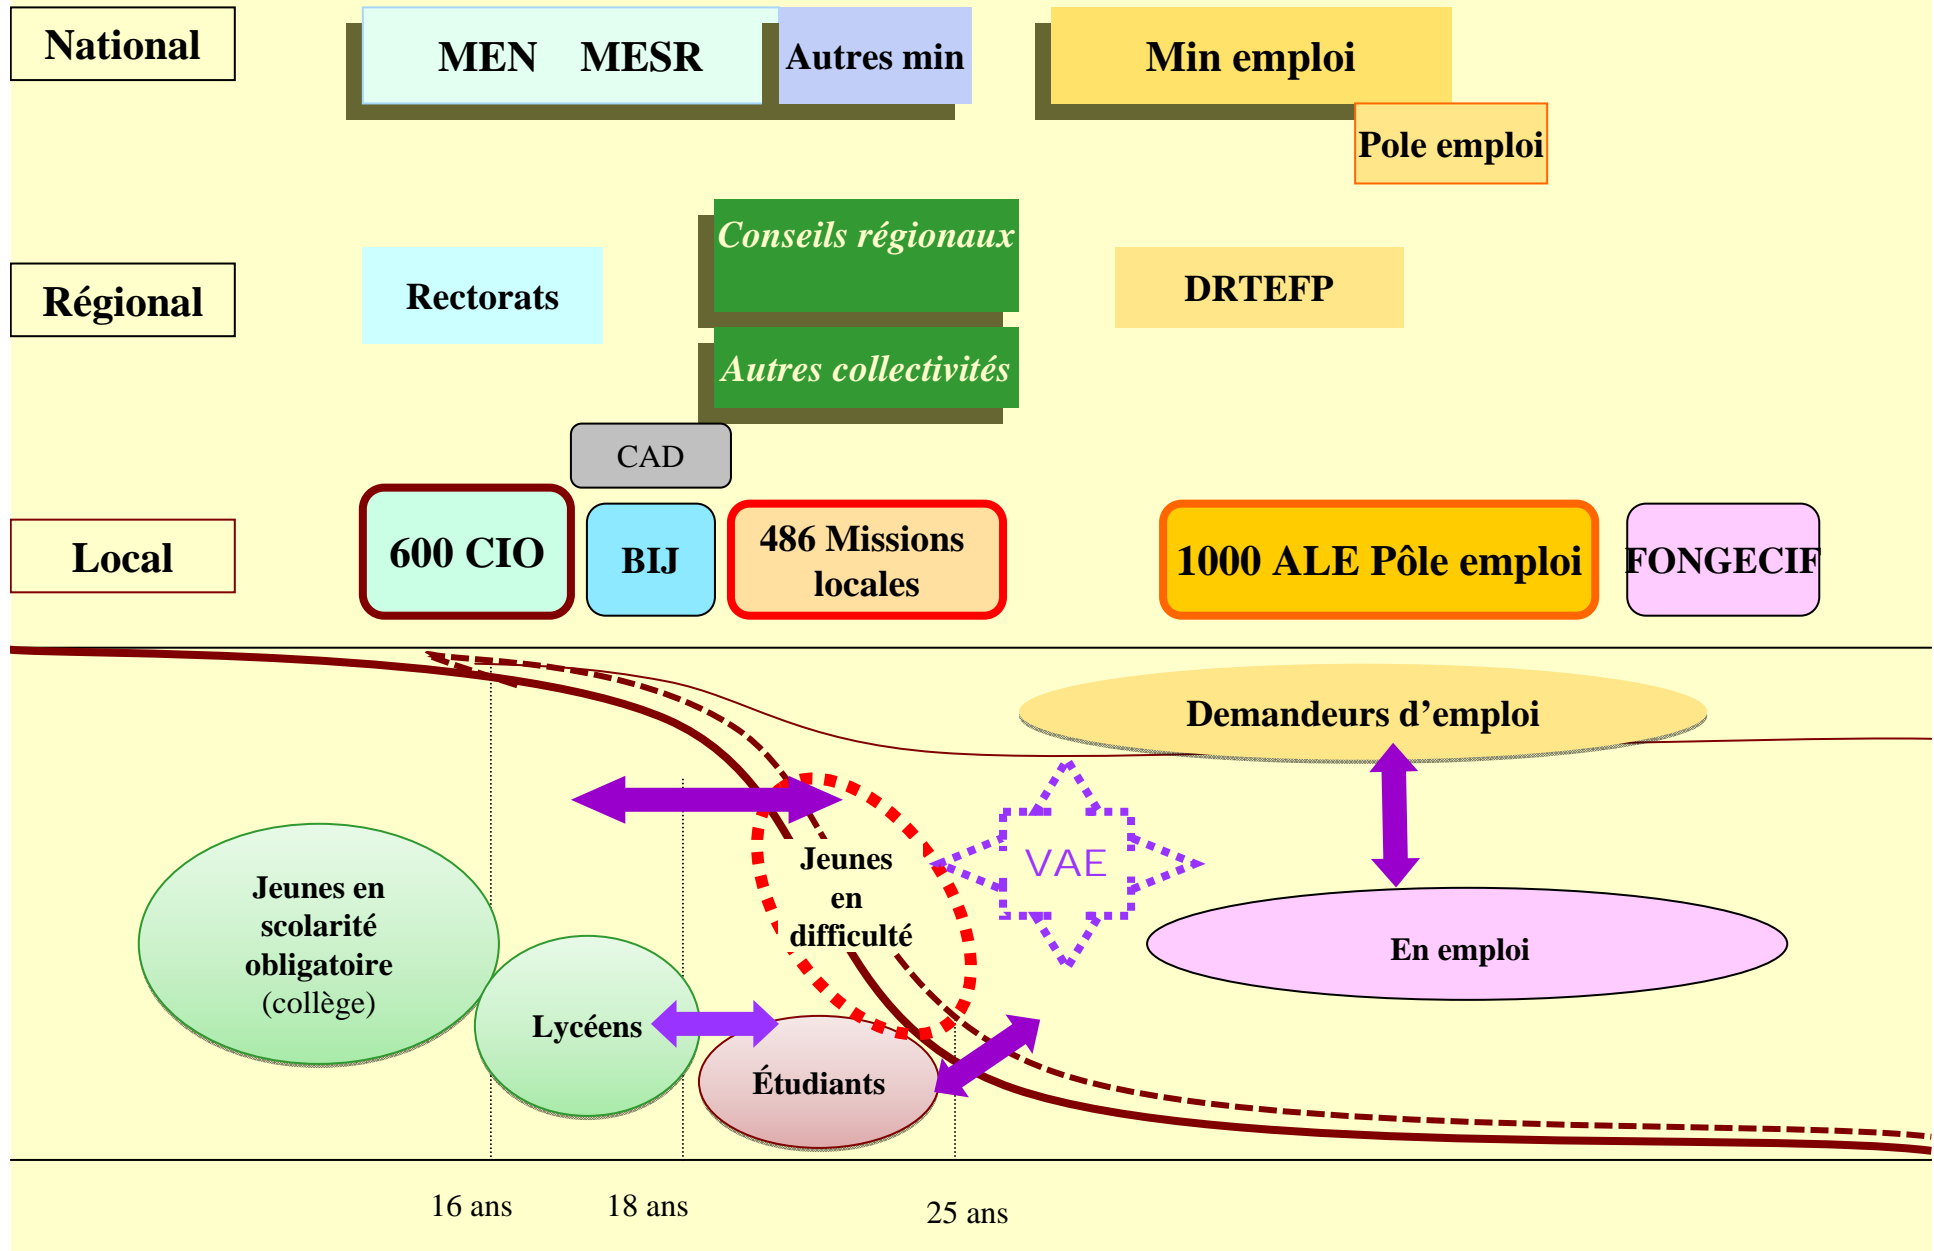 National
MEN MESR
Autres min
Min emploi
Pole emploi
Régional
Rectorats
Conseils régionaux
Autres collectivités
DRTEFP
CAD
Local
600 CIO
BIJ
486 Missions
locales
1000 ALE Pôle emploi
FONGECIF
Demandeurs d’emploi
Jeunes en
scolarité
obligatoire
(collège)
Lycéens
Étudiants
Jeunes
en
difficulté
VAE
En emploi
16 ans
18 ans
25 ans